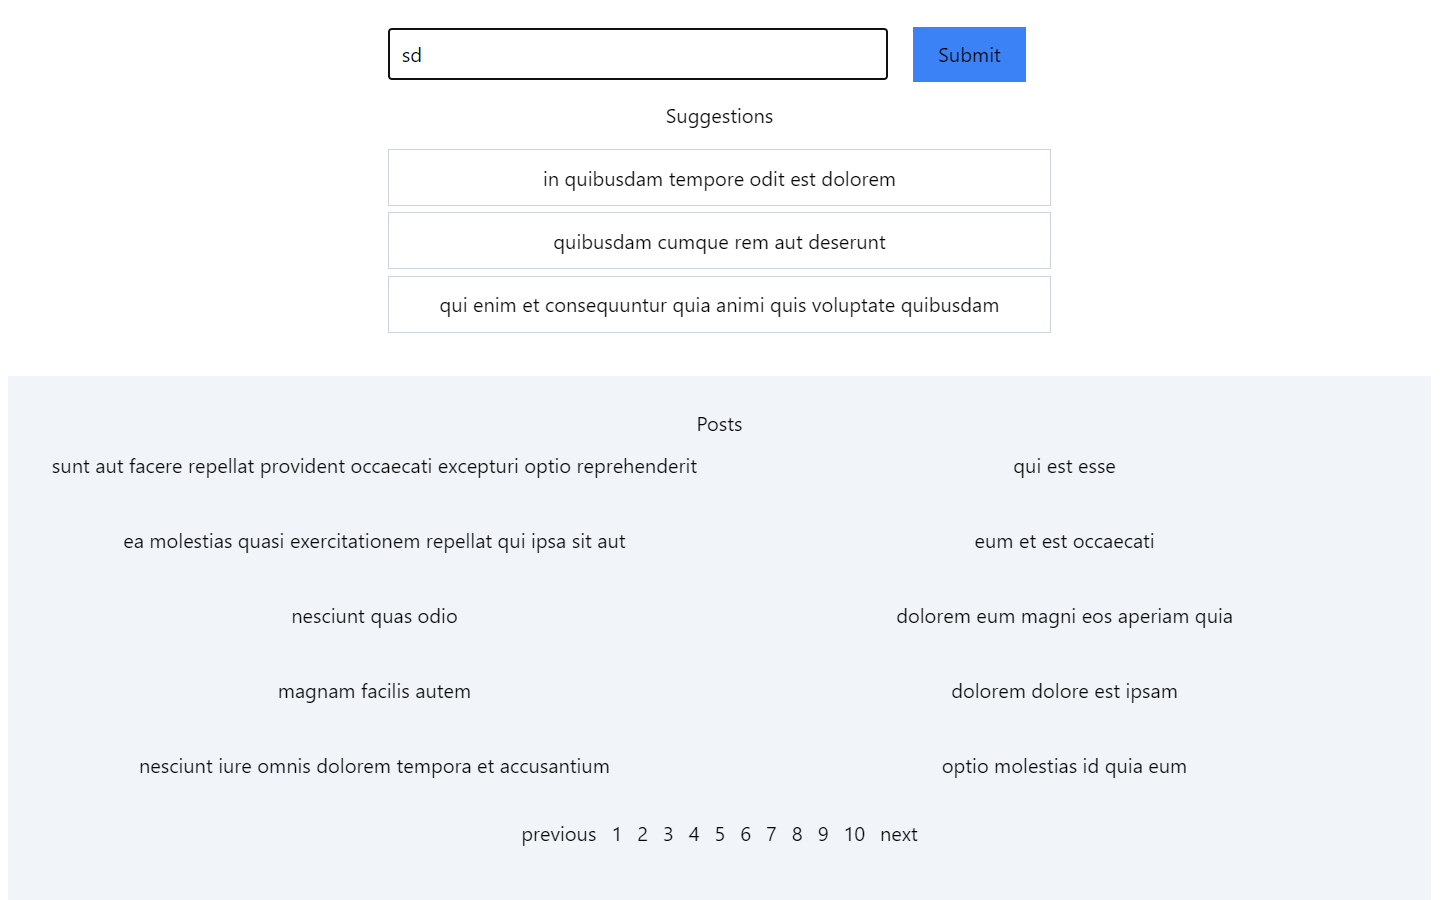 sd
Submit
Suggestions
in quibusdam tempore odit est dolorem
quibusdam cumque rem aut deserunt
qui enim et consequuntur quia animi quis voluptate quibusdam
Posts
sunt aut facere repellat provident occaecati excepturi optio reprehenderit
qui est esse
ea molestias quasi exercitationem repellat qui ipsa sit aut
eum et est occaecati
nesciunt quas odio
dolorem eum magni eos aperiam quia
magnam facilis autem
dolorem dolore est ipsam
nesciunt iure omnis dolorem tempora et accusantium
optio molestias id quia eum
previous 1 2 3 4 5 6 7 8 9 10 next